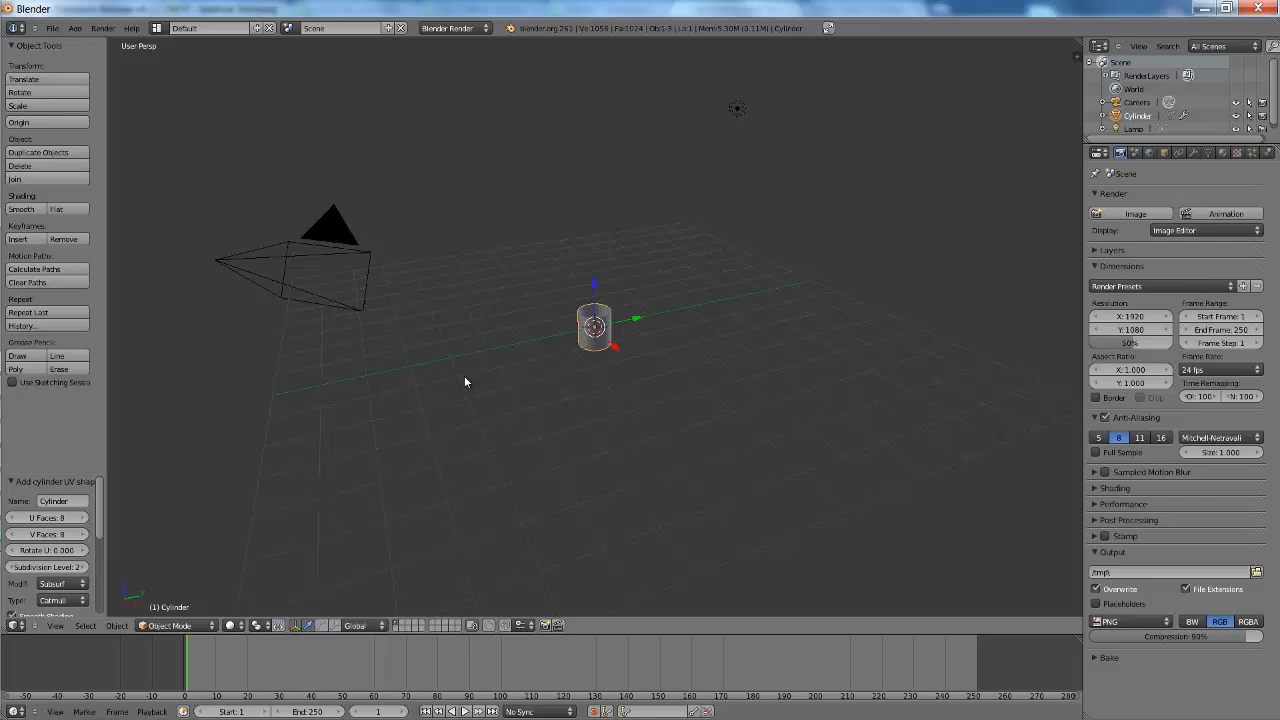 Blender
File Add Render Help Default Scene Blender Render blender.org 261 | Ve:1056 | Fa:1024 | Ob:1-3 | La:1 | Mem:5.30M (0.11M) | Cylinder
Object Tools
Transform:
Translate
Rotate
Scale
Origin
Object:
Duplicate Objects
Delete
Join
Shading:
Smooth Flat
Keyframes:
Insert Remove
Motion Paths:
Calculate Paths
Clear Paths
Repeat:
Repeat Last
History...
Grease Pencil:
Draw Line
Poly Erase
Use Sketching Sessio
Add cylinder UV shap
Name: Cylinder
U Faces: 8
V Faces: 8
Rotate U: 0.000
Subdivision Level: 2
Modifi Subsurf
Type: Catmull
User Persp
(1) Cylinder
View Select Object Object Mode Global
View Search All Scenes
Scene
RenderLayers
World
Camera
Cylinder
Lamp
Scene
Render
Image Animation
Display: Image Editor
Layers
Dimensions
Render Presets
Resolution: Frame Range:
X: 1920 Start Frame: 1
Y: 1080 End Frame: 250
50% Frame Step: 1
Aspect Ratio: Frame Rate:
X: 1.000 24 fps
Y: 1.000 Time Remapping:
Border Crop Ol: 100 N: 100
Anti-Aliasing
5 8 11 16 Mitchell-Netravali
Full Sample Size: 1.000
Sampled Motion Blur
Shading
Performance
Post Processing
Stamp
Output
/tmp\
Overwrite File Extensions
Placeholders
PNG BW RGB RGBA
Compression: 90%
Bake
-50 -40 -30 -20 -10 0 10 20 30 40 50 60 70 80 90 100 110 120 130 140 150 160 170 180 190 200 210 220 230 240 250 260 270 280
View Marker Frame Playback Start: 1 End: 250 1 No Sync